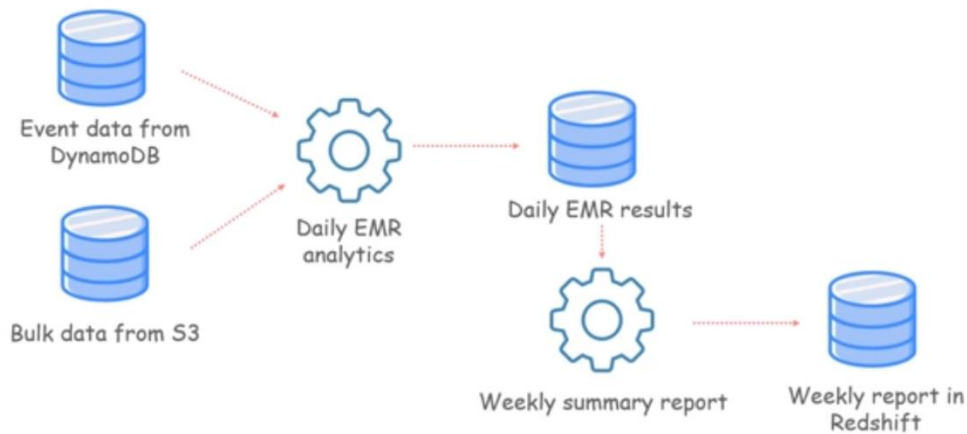 Event data from
DynamoDB
Bulk data from S3
Daily EMR
analytics
Daily EMR results
Weekly summary report
Weekly report in
Redshift